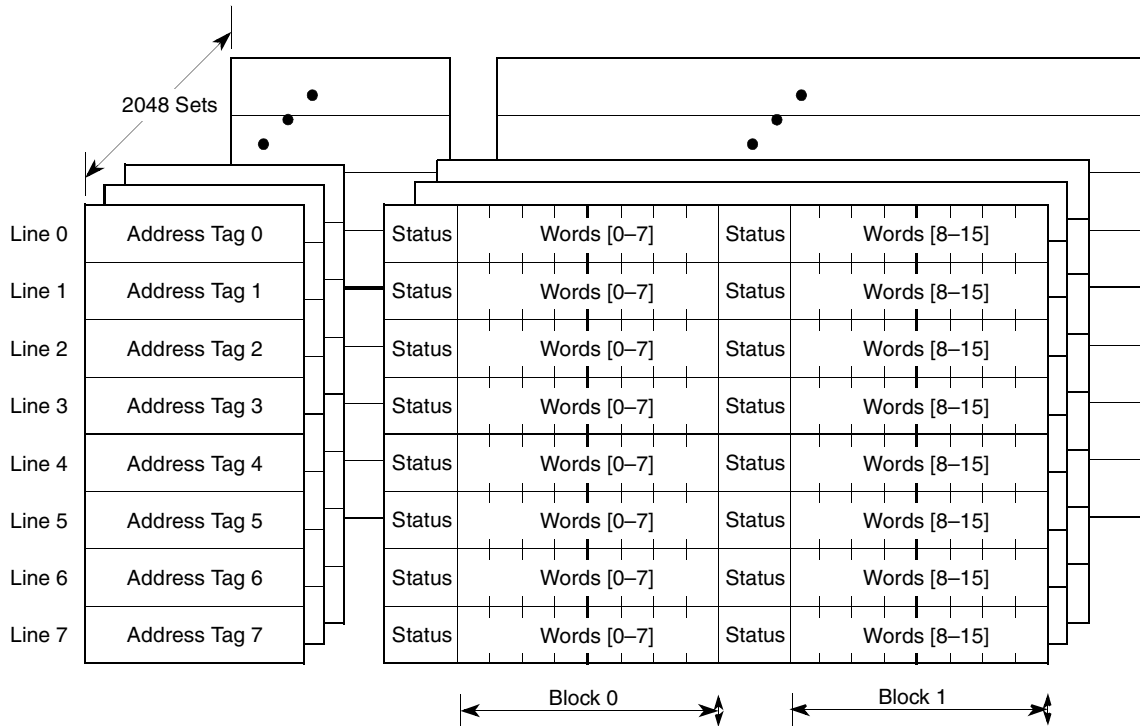 2048 Sets
Line 0 Address Tag 0 Status Words [0–7] Status Words [8–15]
Line 1 Address Tag 1 Status Words [0–7] Status Words [8–15]
Line 2 Address Tag 2 Status Words [0–7] Status Words [8–15]
Line 3 Address Tag 3 Status Words [0–7] Status Words [8–15]
Line 4 Address Tag 4 Status Words [0–7] Status Words [8–15]
Line 5 Address Tag 5 Status Words [0–7] Status Words [8–15]
Line 6 Address Tag 6 Status Words [0–7] Status Words [8–15]
Line 7 Address Tag 7 Status Words [0–7] Status Words [8–15]
Block 0 Block 1